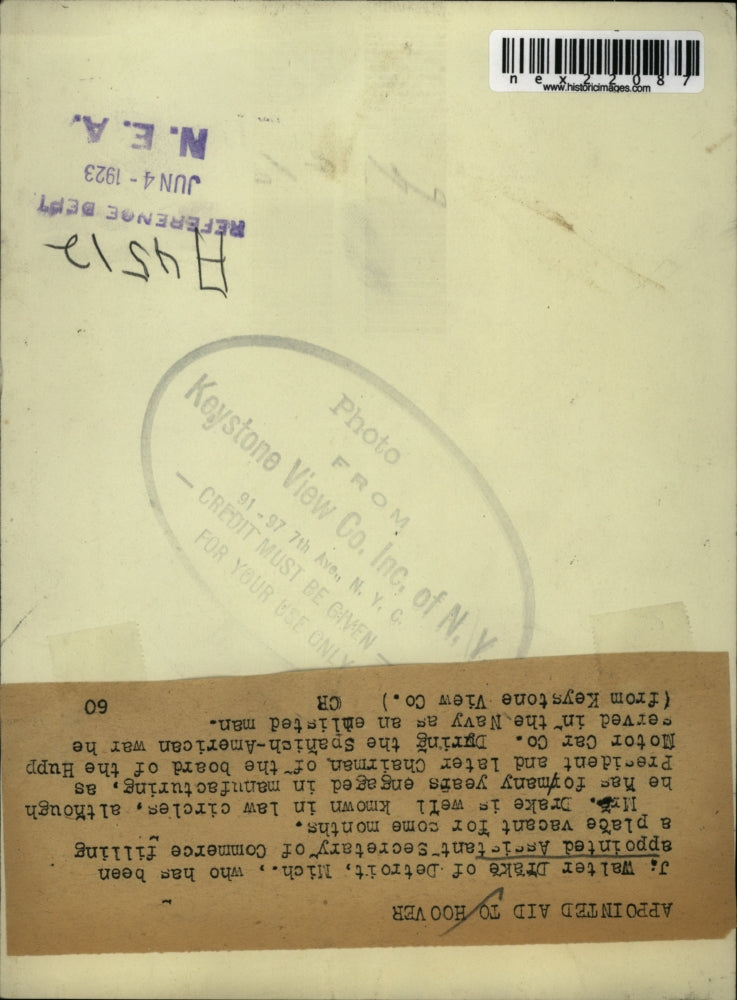 nex22087
www.historicimages.com
N. E. A.
JUN 4 - 1923
REFERENCE DEPT
A4512
Photo
FROM
Keystone View Co. Inc. of N. Y.
91 - 97 7th Ave., N. Y. C.
— CREDIT MUST BE GIVEN —
FOR YOUR USE ONLY
APPOINTED AID TO HOOVER
J. Walter Drake of Detroit, Mich., who has been
appointed Assistant Secretary of Commerce filling
a place vacant for some months.
Mr. Drake is well known in law circles, although
he has for many years engaged in manufacturing, as
President and later Chairman of the board of the Hupp
Motor Car Co. During the Spanish-American war he
served in the Navy as an enlisted man.
(from Keystone View Co.) CR 60